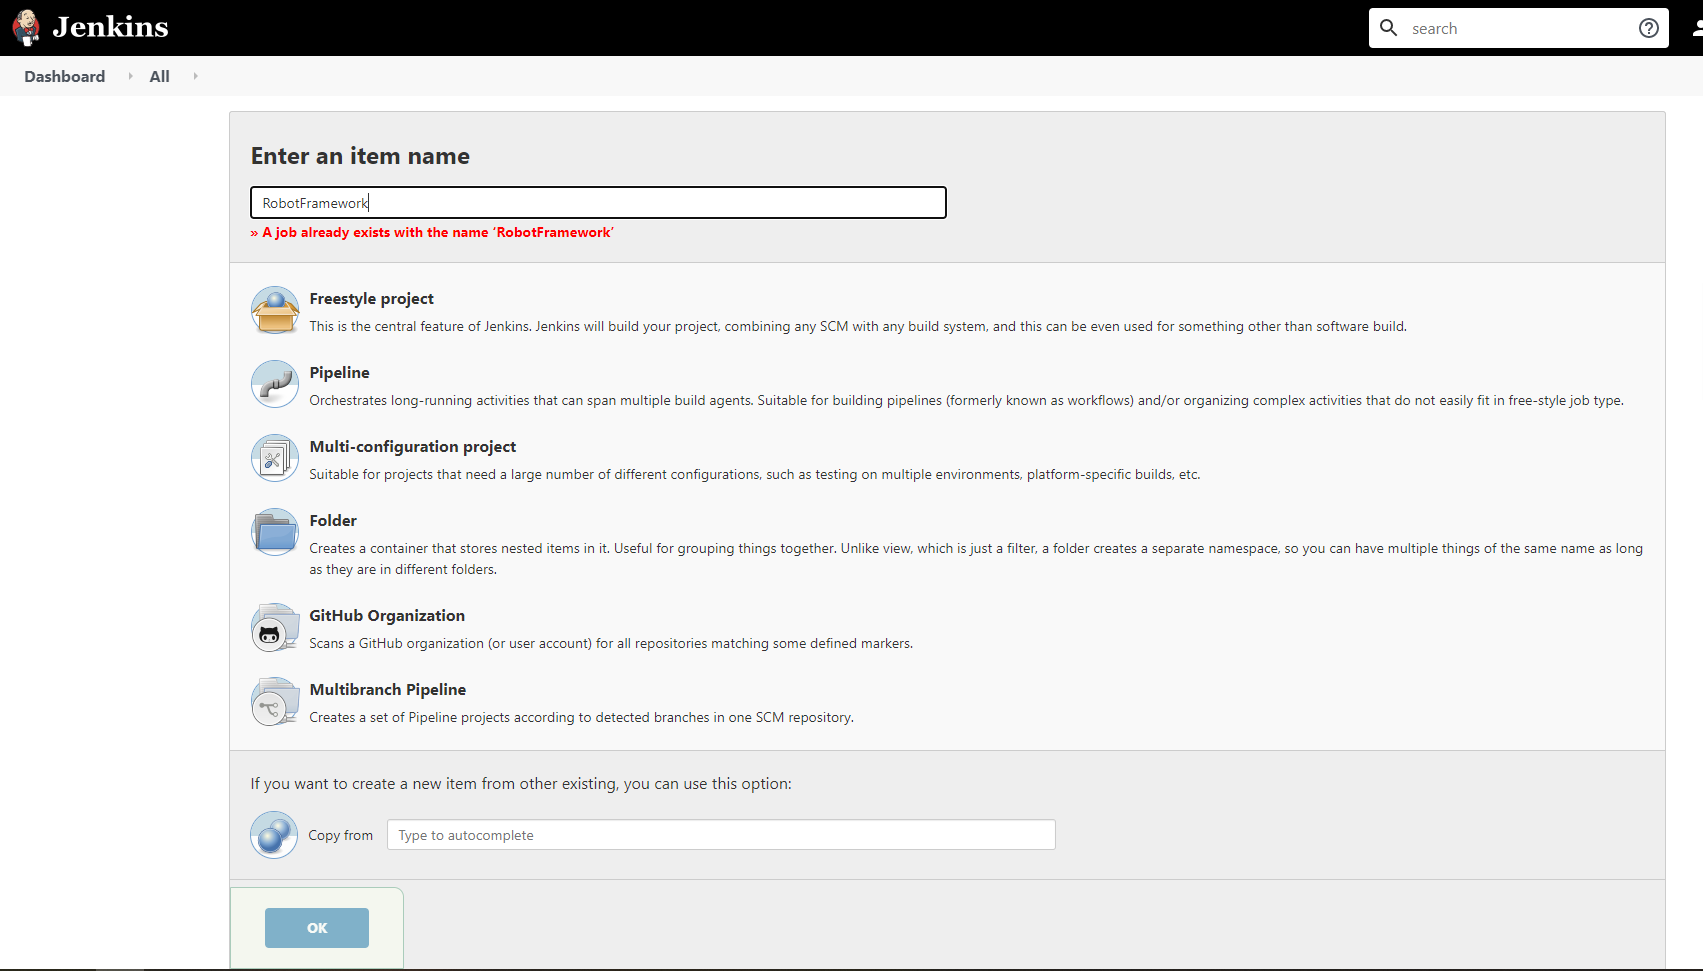 Jenkins
search
Dashboard
All
Enter an item name
RobotFramework
» A job already exists with the name ‘RobotFramework’
Freestyle project
This is the central feature of Jenkins. Jenkins will build your project, combining any SCM with any build system, and this can be even used for something other than software build.
Pipeline
Orchestrates long-running activities that can span multiple build agents. Suitable for building pipelines (formerly known as workflows) and/or organizing complex activities that do not easily fit in free-style job type.
Multi-configuration project
Suitable for projects that need a large number of different configurations, such as testing on multiple environments, platform-specific builds, etc.
Folder
Creates a container that stores nested items in it. Useful for grouping things together. Unlike view, which is just a filter, a folder creates a separate namespace, so you can have multiple things of the same name as long
as they are in different folders.
GitHub Organization
Scans a GitHub organization (or user account) for all repositories matching some defined markers.
Multibranch Pipeline
Creates a set of Pipeline projects according to detected branches in one SCM repository.
If you want to create a new item from other existing, you can use this option:
Copy from
Type to autocomplete
OK